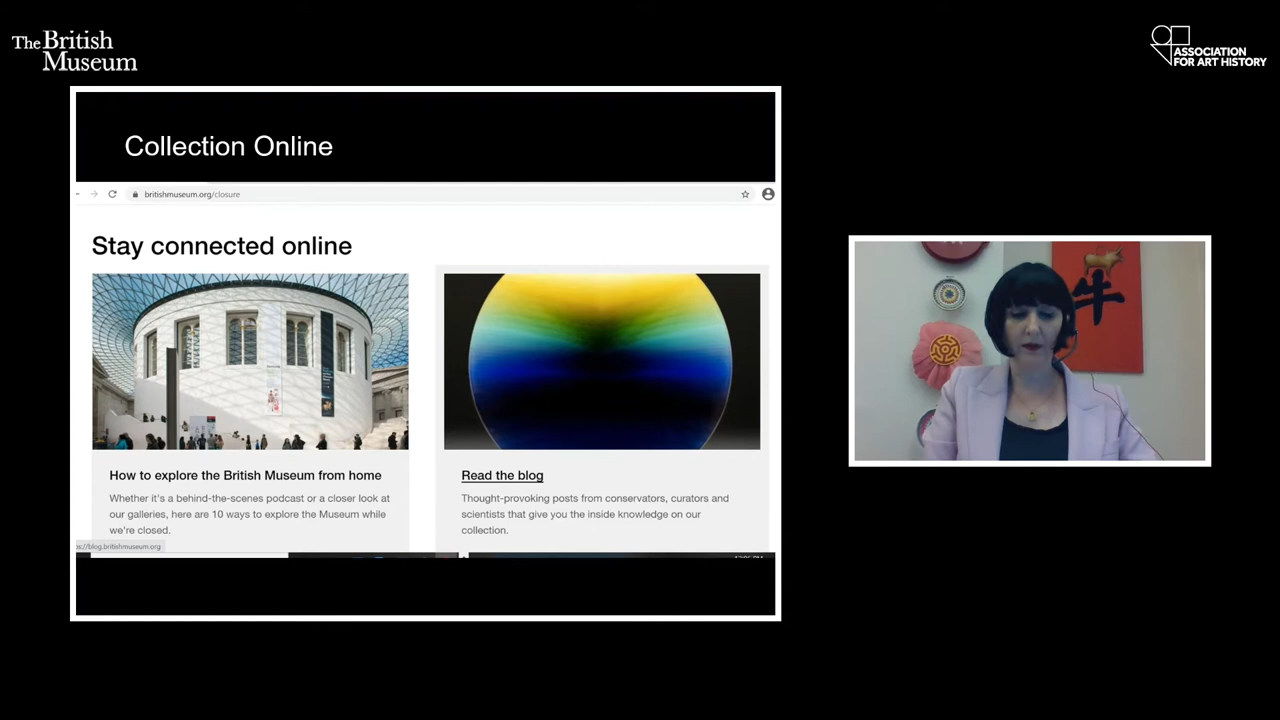 The British
Museum
ASSOCIATION
FOR ART HISTORY
Collection Online
britishmuseum.org/closure
Stay connected online
How to explore the British Museum from home
Whether it's a behind-the-scenes podcast or a closer look at
our galleries, here are 10 ways to explore the Museum while
we're closed.
Read the blog
Thought-provoking posts from conservators, curators and
scientists that give you the inside knowledge on our
collection.
s://blog.britishmuseum.org
牛